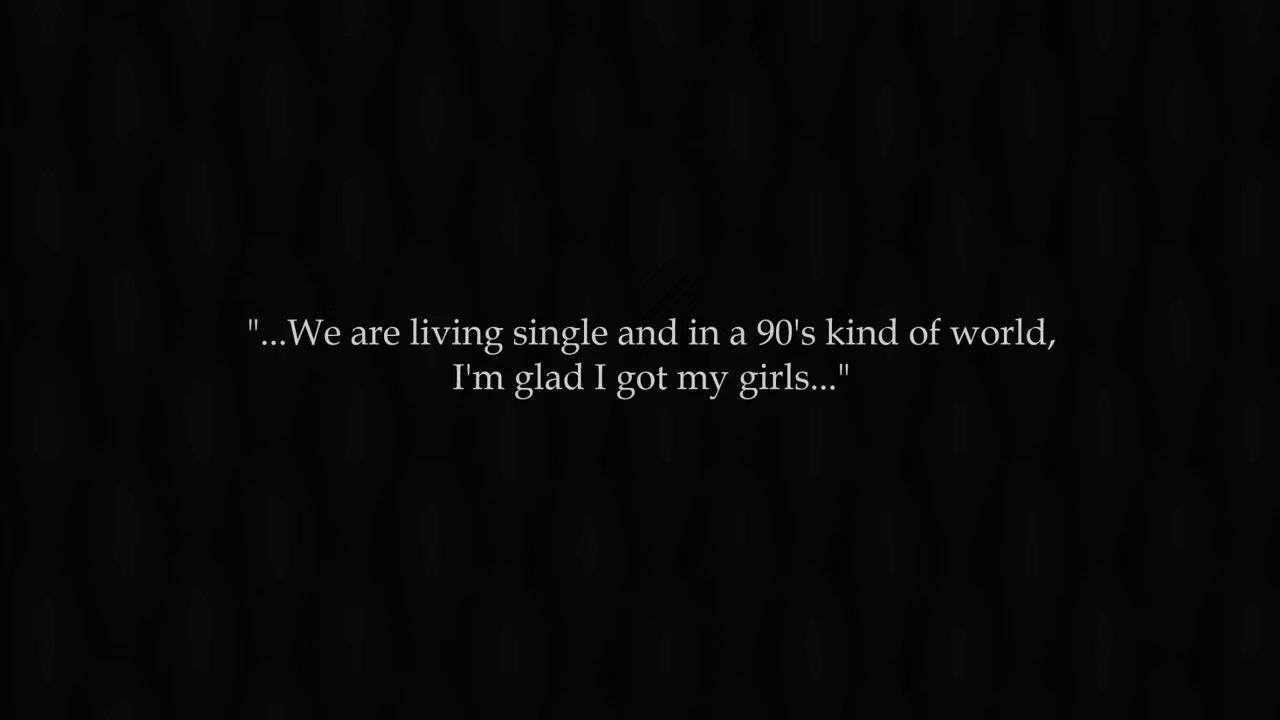 "...We are living single and in a 90's kind of world,
I'm glad I got my girls..."